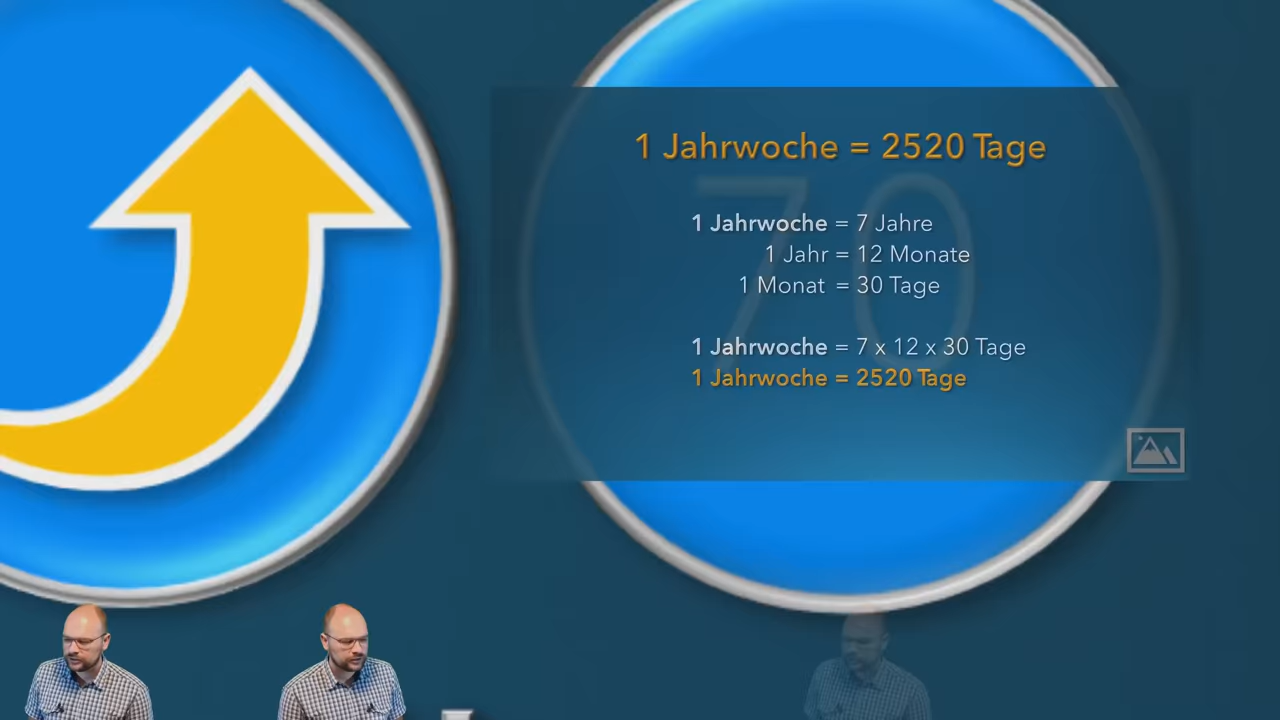 1 Jahrwoche = 2520 Tage
70
1 Jahrwoche = 7 Jahre
1 Jahr = 12 Monate
1 Monat = 30 Tage
1 Jahrwoche = 7 x 12 x 30 Tage
1 Jahrwoche = 2520 Tage